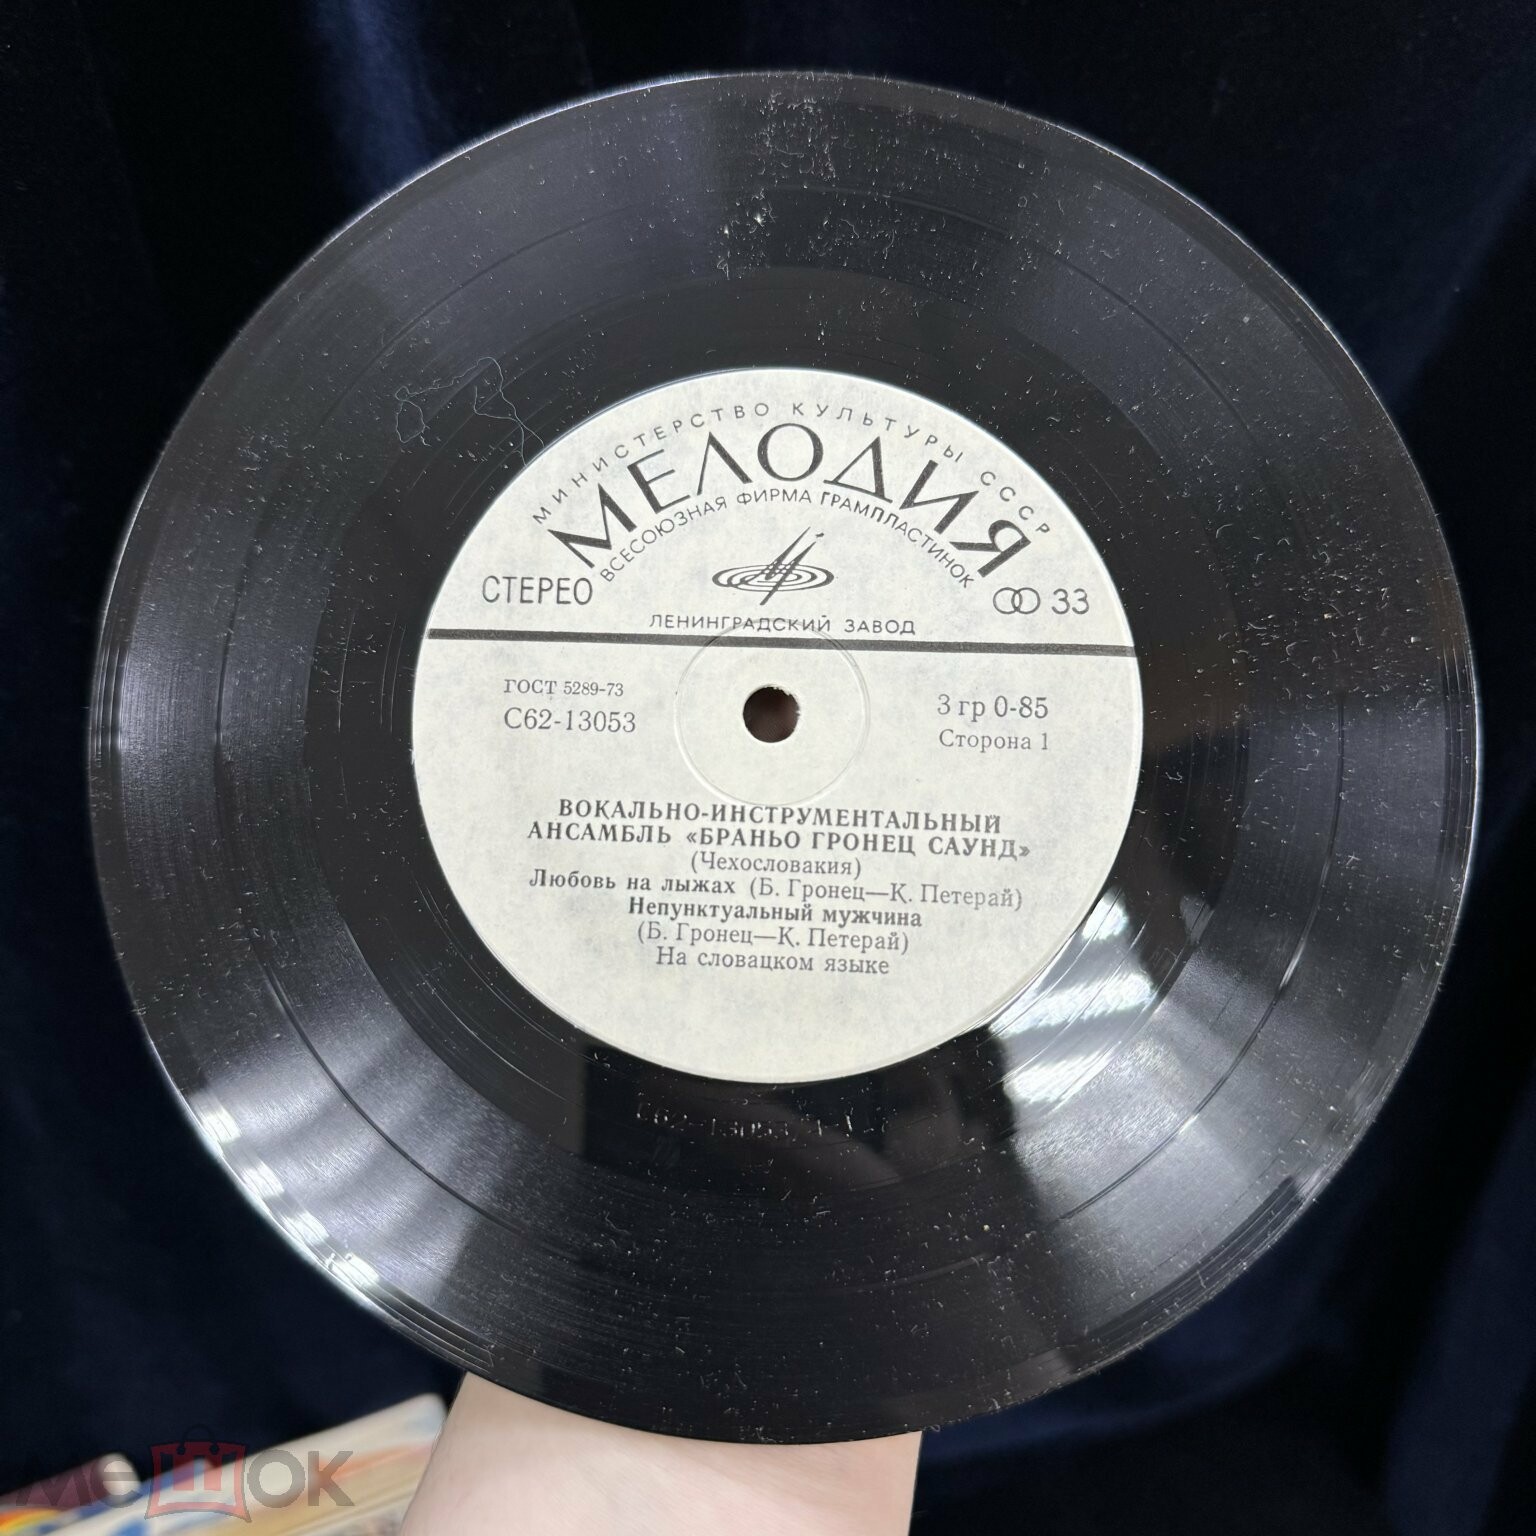 МИНИСТЕРСТВО КУЛЬТУРЫ СССР
МЕЛОДИЯ
ВСЕСОЮЗНАЯ ФИРМА ГРАМПЛАСТИНОК
СТЕРЕО
33
ЛЕНИНГРАДСКИЙ ЗАВОД
ГОСТ 5289-73
С62-13053
3 гр 0-85
Сторона 1
ВОКАЛЬНО-ИНСТРУМЕНТАЛЬНЫЙ
АНСАМБЛЬ «БРАНЬО ГРОНЕЦ САУНД»
(Чехословакия)
Любовь на лыжах (Б. Гронец—К. Петерай)
Непунктуальный мужчина
(Б. Гронец—К. Петерай)
На словацком языке
мешок